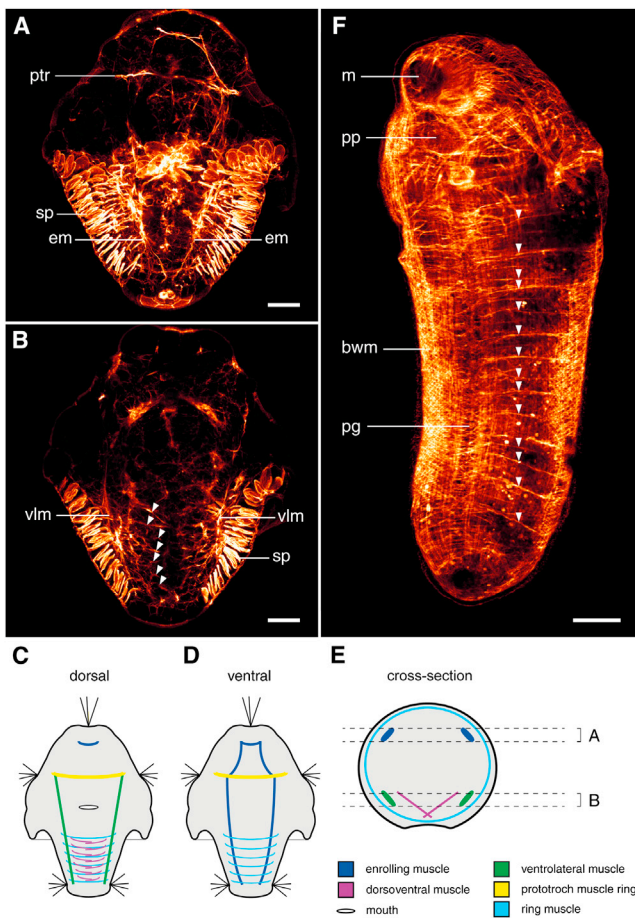 A
ptr
sp
em
em
B
vlm
vlm
sp
F
m
pp
bwm
pg
C
dorsal
D
ventral
E
cross-section
A
B
enrolling muscle
dorsoventral muscle
mouth
ventrolateral muscle
prototroch muscle ring
ring muscle